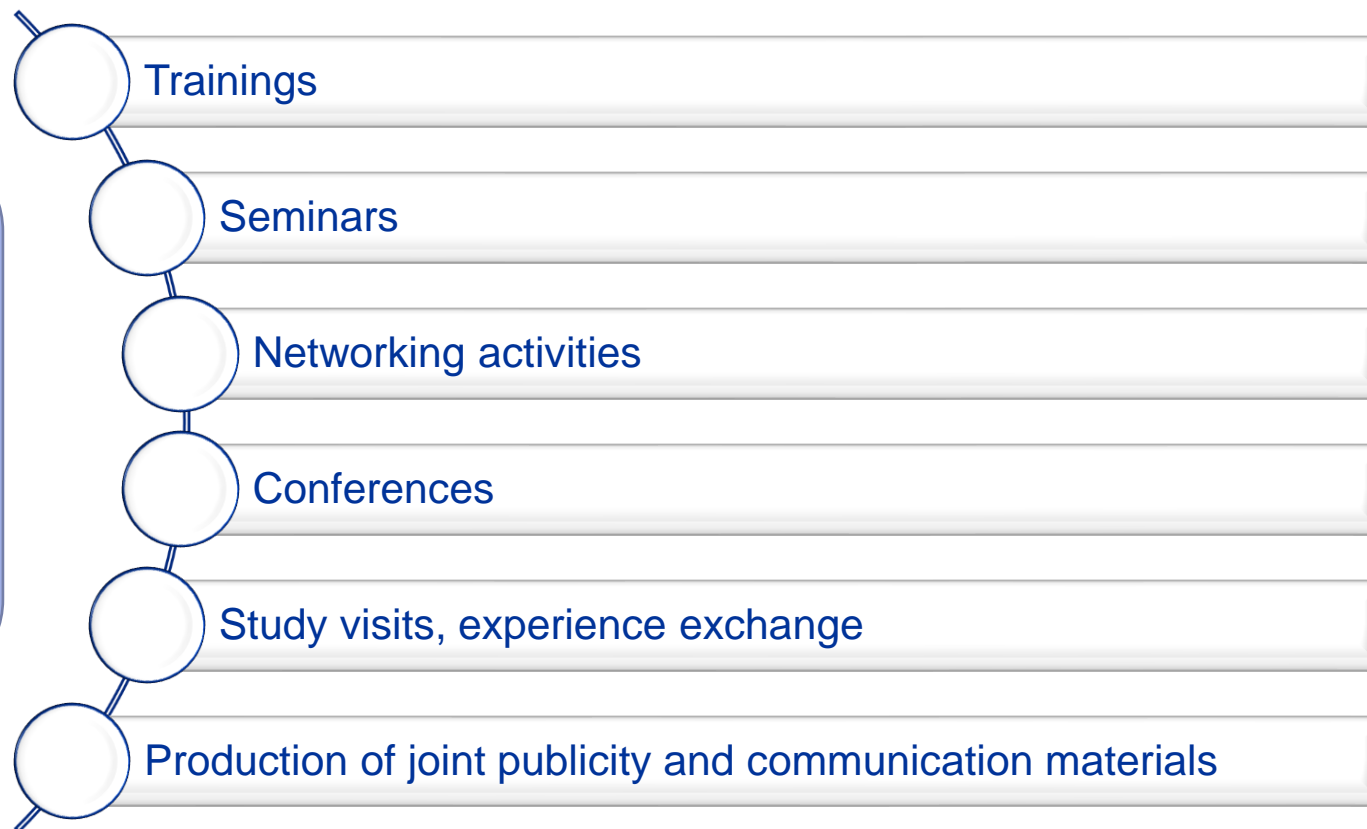 Trainings
Seminars
Networking activities
Conferences
Study visits, experience exchange
Production of joint publicity and communication materials